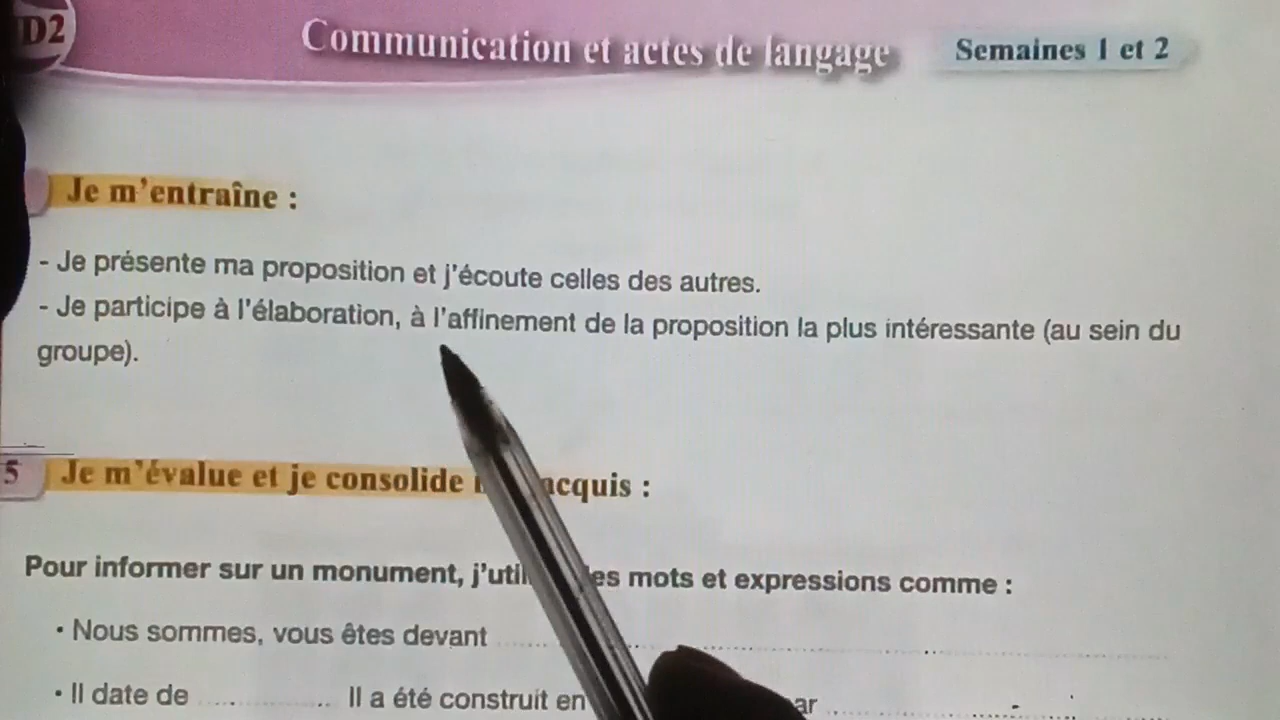 D2
Communication et actes de langage
Semaines 1 et 2
Je m'entraîne :
- Je présente ma proposition et j'écoute celles des autres.
- Je participe à l'élaboration, à l'affinement de la proposition la plus intéressante (au sein du
groupe).
5
Je m'évalue et je consolide acquis :
Pour informer sur un monument, mots et expressions comme :
• Nous sommes, vous êtes devant ..........
• Il date de .......... Il a été construit en